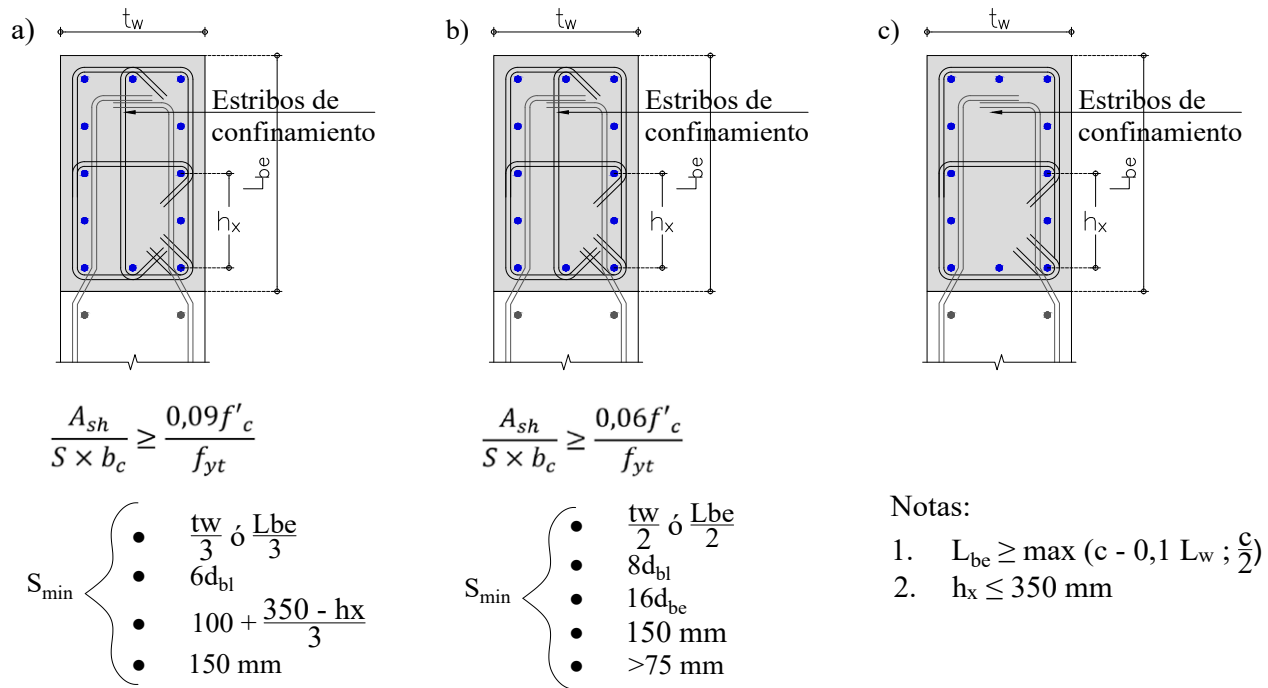 a)
t_w
Estribos de
confinamiento
L_be
h_x
A_sh / (S × b_c) ≥ 0,09f'_c / f_yt
S_min
• tw/3 ó Lbe/3
• 6d_bl
• 100 + (350 - hx)/3
• 150 mm
b)
t_w
Estribos de
confinamiento
L_be
h_x
A_sh / (S × b_c) ≥ 0,06f'_c / f_yt
S_min
• tw/2 ó Lbe/2
• 8d_bl
• 16d_be
• 150 mm
• >75 mm
c)
t_w
Estribos de
confinamiento
L_be
h_x
Notas:
1. L_be ≥ max (c - 0,1 L_w ; c/2)
2. h_x ≤ 350 mm